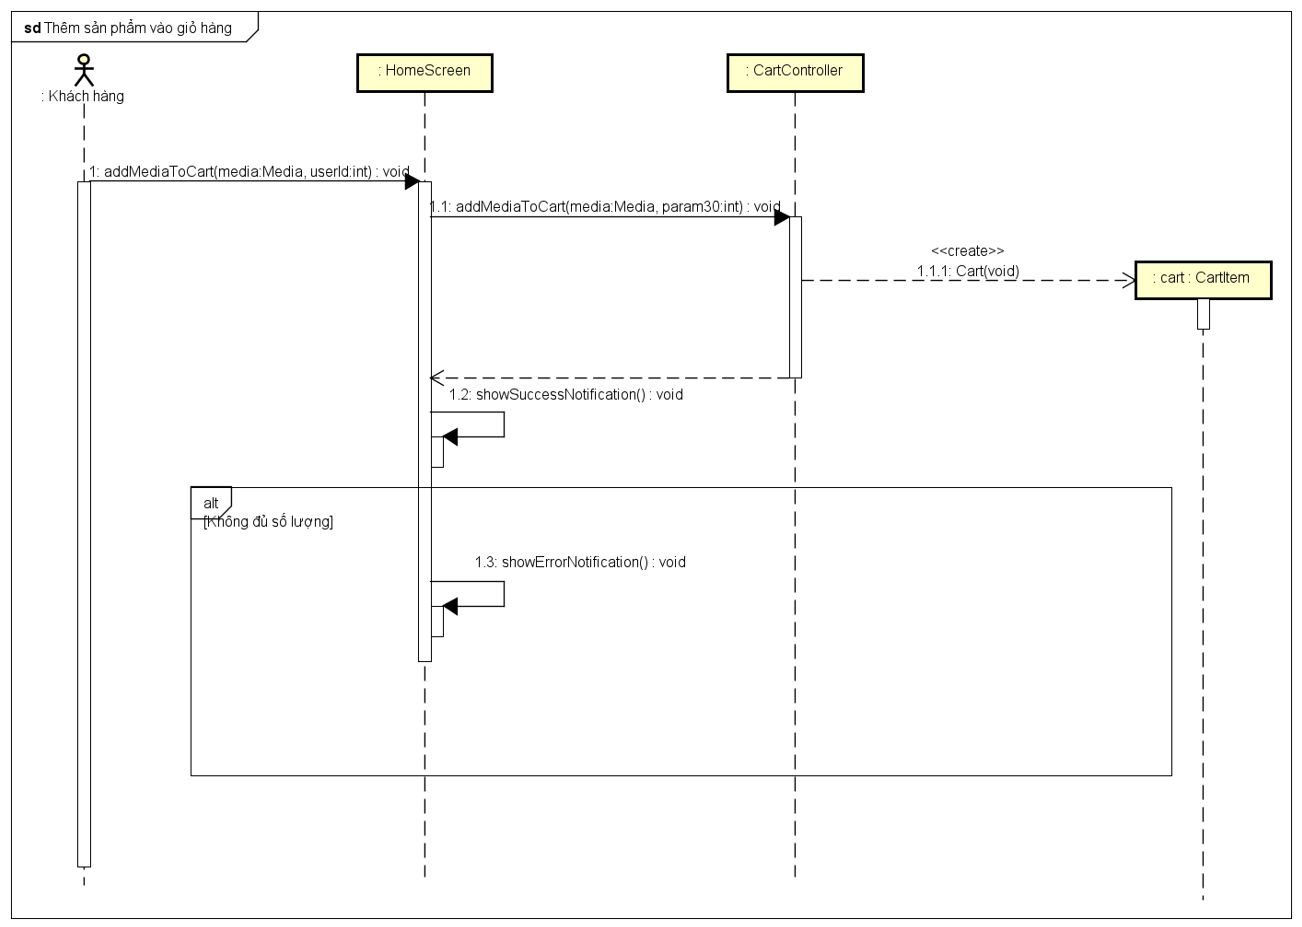 sd Thêm sản phẩm vào giỏ hàng
: Khách hàng
: HomeScreen
: CartController
1: addMediaToCart(media:Media, userId:int) : void
1.1: addMediaToCart(media:Media, param30:int) : void
<<create>>
1.1.1: Cart(void)
: cart : CartItem
1.2: showSuccessNotification() : void
alt
[Không đủ số lượng]
1.3: showErrorNotification() : void